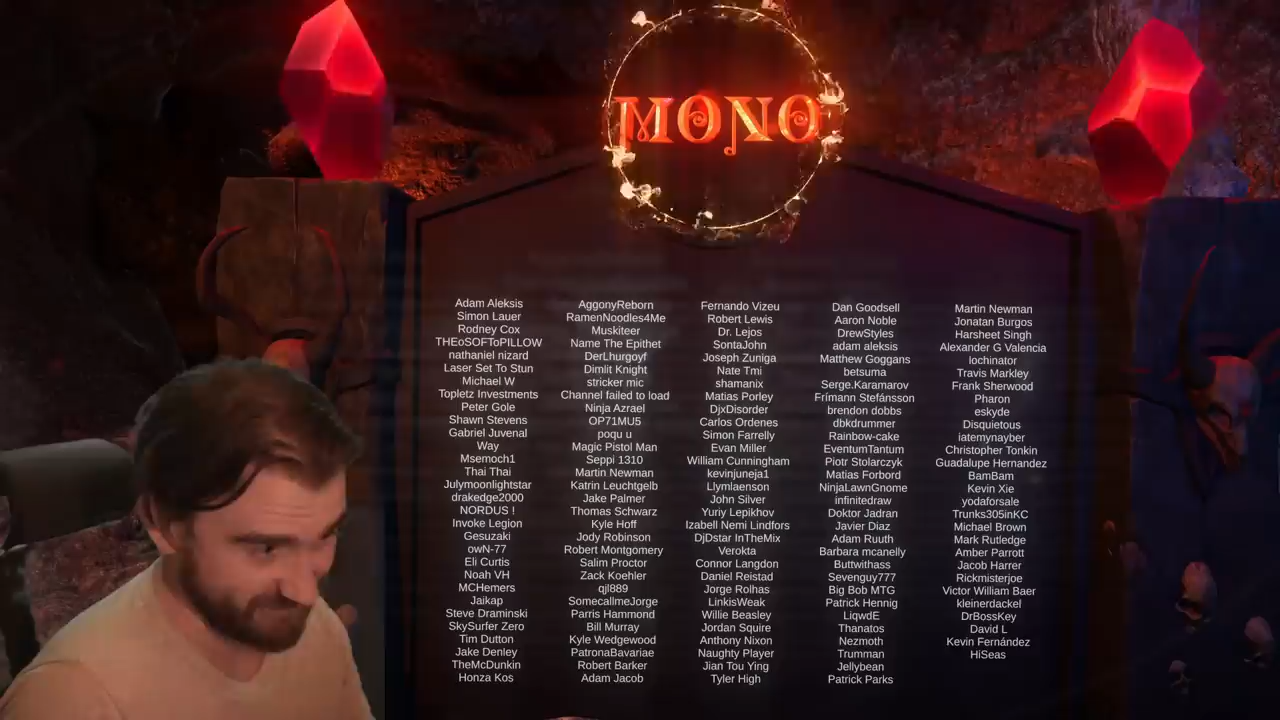 MONO
Adam Aleksis
Simon Lauer
Rodney Cox
THEoSOFToPILLOW
nathaniel nizard
Laser Set To Stun
Michael W
Topletz Investments
Peter Gole
Shawn Stevens
Gabriel Juvenal
Way
Msemoch1
Thai Thai
Julymoonlightstar
drakedge2000
NORDUS !
Invoke Legion
Gesuzaki
owN-77
Eli Curtis
Noah VH
MCHemers
Jaikap
Steve Draminski
SkySurfer Zero
Tim Dutton
Jake Denley
TheMcDunkin
Honza Kos
AggonyReborn
RamenNoodles4Me
Muskiteer
Name The Epithet
DerLhurgoyf
Dimlit Knight
stricker mic
Channel failed to load
Ninja Azrael
OP71MU5
poqu u
Magic Pistol Man
Seppi 1310
Martin Newman
Katrin Leuchtgelb
Jake Palmer
Thomas Schwarz
Kyle Hoff
Jody Robinson
Robert Montgomery
Salim Proctor
Zack Koehler
qjl889
SomecallmeJorge
Parris Hammond
Bill Murray
Kyle Wedgewood
PatronaBavariae
Robert Barker
Adam Jacob
Fernando Vizeu
Robert Lewis
Dr. Lejos
SontaJohn
Joseph Zuniga
Nate Tmi
shamanix
Matias Porley
DjxDisorder
Carlos Ordenes
Simon Farrelly
Evan Miller
William Cunningham
kevinjuneja1
Llymlaenson
John Silver
Yuriy Lepikhov
Izabell Nemi Lindfors
DjDstar InTheMix
Verokta
Connor Langdon
Daniel Reistad
Jorge Rolhas
LinkisWeak
Willie Beasley
Jordan Squire
Anthony Nixon
Naughty Player
Jian Tou Ying
Tyler High
Dan Goodsell
Aaron Noble
DrewStyles
adam aleksis
Matthew Goggans
betsuma
Serge.Karamarov
Frímann Stefánsson
brendon dobbs
dbkdrummer
Rainbow-cake
EventumTantum
Piotr Stolarczyk
Matias Forbord
NinjaLawnGnome
infinitedraw
Doktor Jadran
Javier Diaz
Adam Ruuth
Barbara mcanelly
Buttwithass
Sevenguy777
Big Bob MTG
Patrick Hennig
LiqwdE
Thanatos
Nezmoth
Trumman
Jellybean
Patrick Parks
Martin Newman
Jonatan Burgos
Harsheet Singh
Alexander G Valencia
lochinator
Travis Markley
Frank Sherwood
Pharon
eskyde
Disquietous
iatemynayber
Christopher Tonkin
Guadalupe Hernandez
BamBam
Kevin Xie
yodaforsale
Trunks305inKC
Michael Brown
Mark Rutledge
Amber Parrott
Jacob Harrer
Rickmisterjoe
Victor William Baer
kleinerdackel
DrBossKey
David L
Kevin Fernández
HiSeas